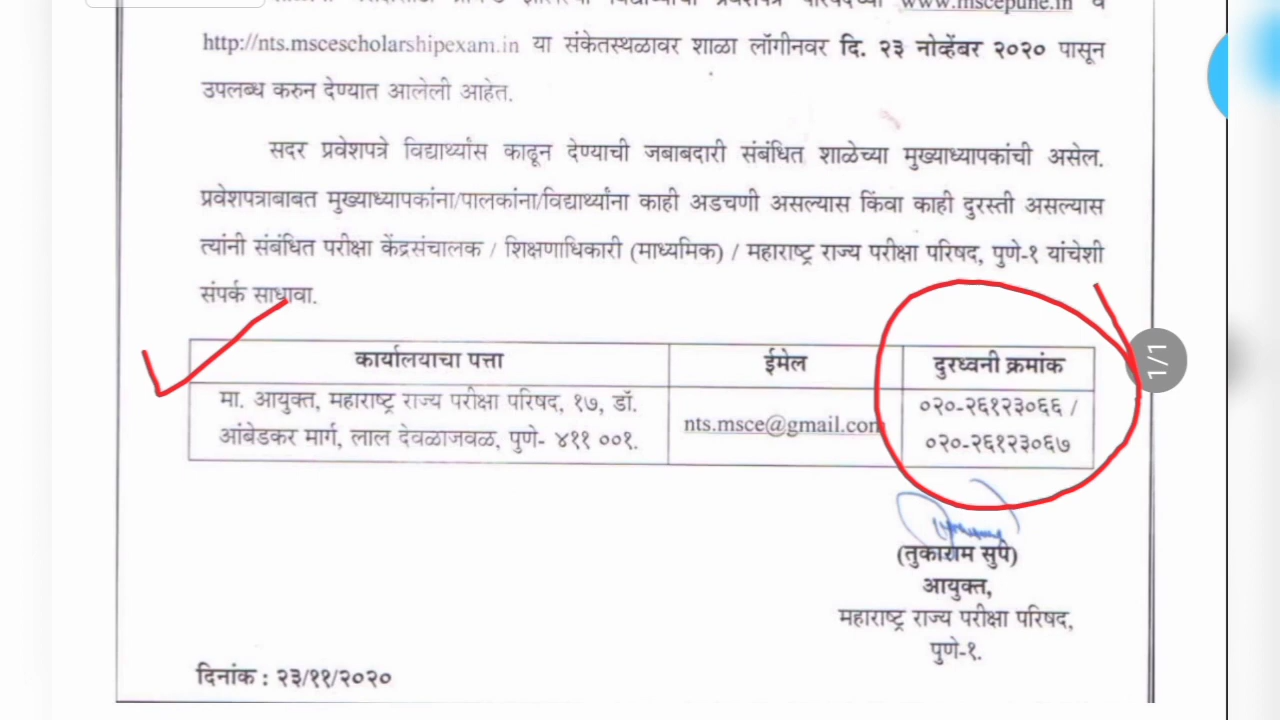 www.mscepune.in व
http://nts.mscescholarshipexam.in या संकेतस्थळावर शाळा लॉगीनवर दि. २३ नोव्हेंबर २०२० पासून
उपलब्ध करुन देण्यात आलेली आहेत.
सदर प्रवेशपत्रे विद्यार्थ्यांस काढून देण्याची जबाबदारी संबंधित शाळेच्या मुख्याध्यापकांची असेल.
प्रवेशपत्राबाबत मुख्याध्यापकांना/पालकांना/विद्यार्थ्यांना काही अडचणी असल्यास किंवा काही दुरस्ती असल्यास
त्यांनी संबंधित परीक्षा केंद्रसंचालक / शिक्षणाधिकारी (माध्यमिक) / महाराष्ट्र राज्य परीक्षा परिषद, पुणे-१ यांचेशी
संपर्क साधावा.
कार्यालयाचा पत्ता ईमेल दुरध्वनी क्रमांक
मा. आयुक्त, महाराष्ट्र राज्य परीक्षा परिषद, १७, डॉ.
आंबेडकर मार्ग, लाल देवळाजवळ, पुणे- ४११ ००१.
nts.msce@gmail.com
०२०-२६१२३०६६ /
०२०-२६१२३०६७
(तुकाराम सुपे)
आयुक्त,
महाराष्ट्र राज्य परीक्षा परिषद,
पुणे-१.
दिनांक : २३/११/२०२०
1/1